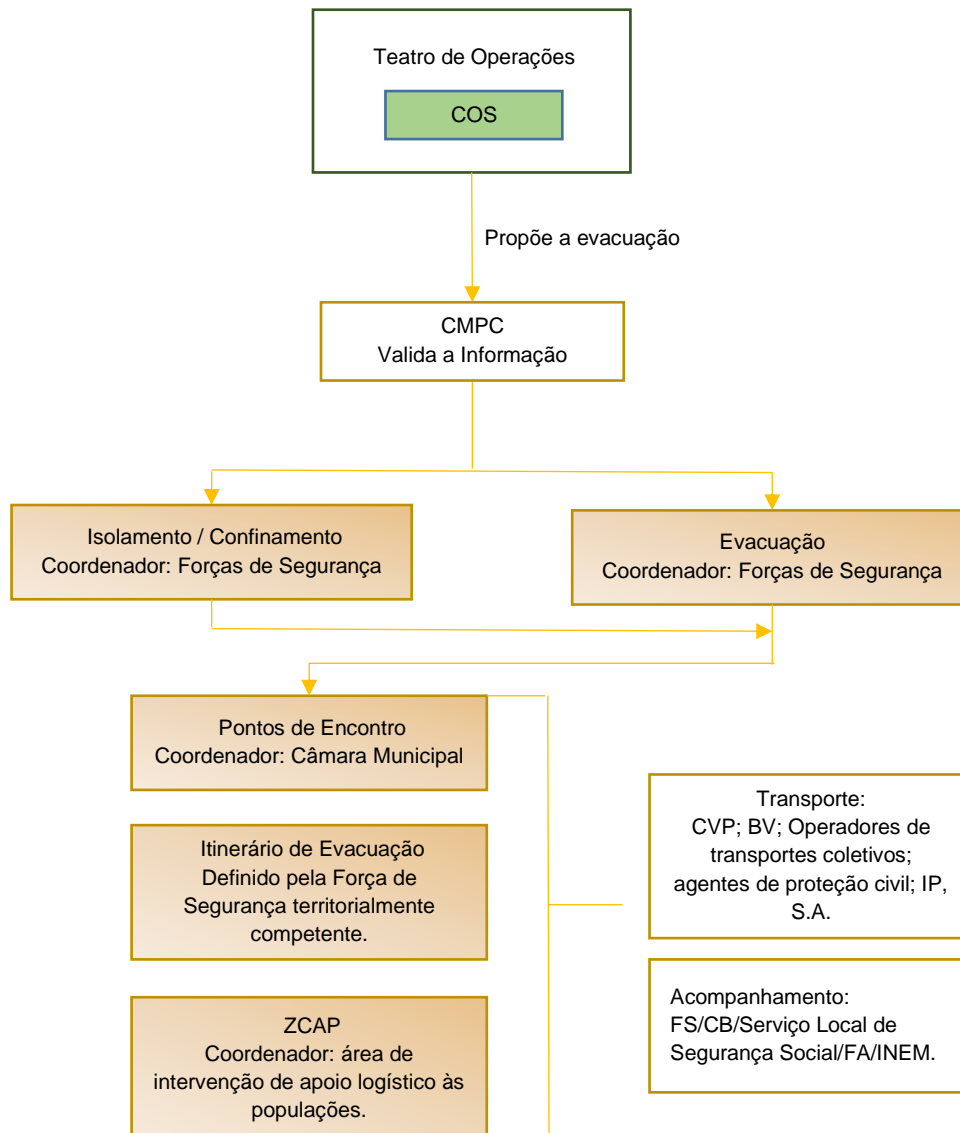 Teatro de Operações
COS
Propõe a evacuação
CMPC
Valida a Informação
Isolamento / Confinamento
Coordenador: Forças de Segurança
Evacuação
Coordenador: Forças de Segurança
Pontos de Encontro
Coordenador: Câmara Municipal
Itinerário de Evacuação
Definido pela Força de
Segurança territorialmente
competente.
ZCAP
Coordenador: área de
intervenção de apoio logístico às
populações.
Transporte:
CVP; BV; Operadores de
transportes coletivos;
agentes de proteção civil; IP,
S.A.
Acompanhamento:
FS/CB/Serviço Local de
Segurança Social/FA/INEM.